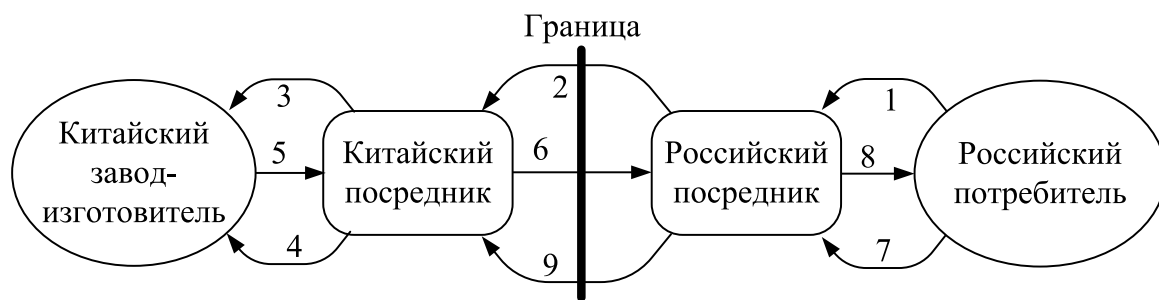 Граница
3
2
1
Китайский
завод-
изготовитель
5
Китайский
посредник
6
Российский
посредник
8
Российский
потребитель
4
9
7